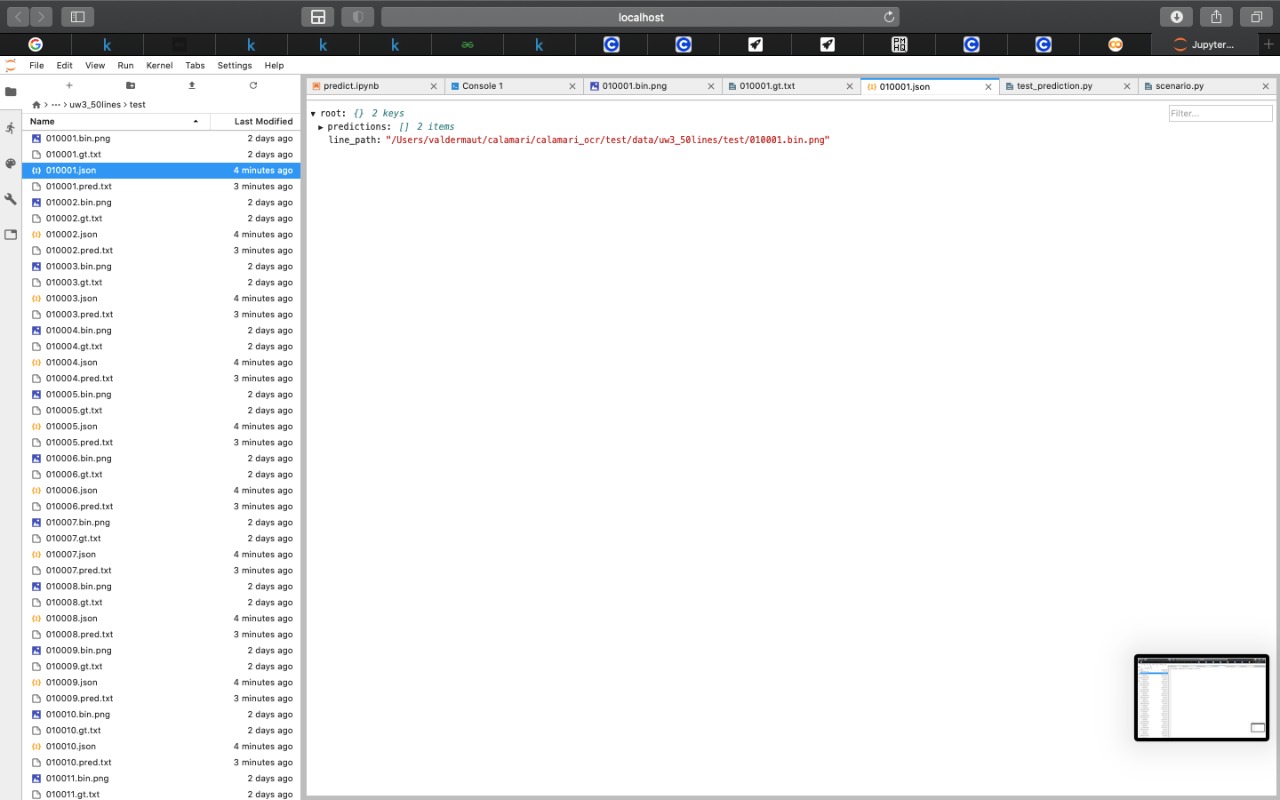 localhost
k
k
k
k
k
C
C
PM
HQ
C
C
Jupyter...
File Edit View Run Kernel Tabs Settings Help
predict.ipynb
Console 1
010001.bin.png
010001.gt.txt
010001.json
test_prediction.py
scenario.py
> ··· > uw3_50lines > test
Name Last Modified
010001.bin.png 2 days ago
010001.gt.txt 2 days ago
010001.json 4 minutes ago
010001.pred.txt 3 minutes ago
010002.bin.png 2 days ago
010002.gt.txt 2 days ago
010002.json 4 minutes ago
010002.pred.txt 3 minutes ago
010003.bin.png 2 days ago
010003.gt.txt 2 days ago
010003.json 4 minutes ago
010003.pred.txt 3 minutes ago
010004.bin.png 2 days ago
010004.gt.txt 2 days ago
010004.json 4 minutes ago
010004.pred.txt 3 minutes ago
010005.bin.png 2 days ago
010005.gt.txt 2 days ago
010005.json 4 minutes ago
010005.pred.txt 3 minutes ago
010006.bin.png 2 days ago
010006.gt.txt 2 days ago
010006.json 4 minutes ago
010006.pred.txt 3 minutes ago
010007.bin.png 2 days ago
010007.gt.txt 2 days ago
010007.json 4 minutes ago
010007.pred.txt 3 minutes ago
010008.bin.png 2 days ago
010008.gt.txt 2 days ago
010008.json 4 minutes ago
010008.pred.txt 3 minutes ago
010009.bin.png 2 days ago
010009.gt.txt 2 days ago
010009.json 4 minutes ago
010009.pred.txt 3 minutes ago
010010.bin.png 2 days ago
010010.gt.txt 2 days ago
010010.json 4 minutes ago
010010.pred.txt 3 minutes ago
010011.bin.png 2 days ago
010011.gt.txt 2 days ago
root: {} 2 keys
predictions: [] 2 items
line_path: "/Users/valdermaut/calamari/calamari_ocr/test/data/uw3_50lines/test/010001.bin.png"
Filter...